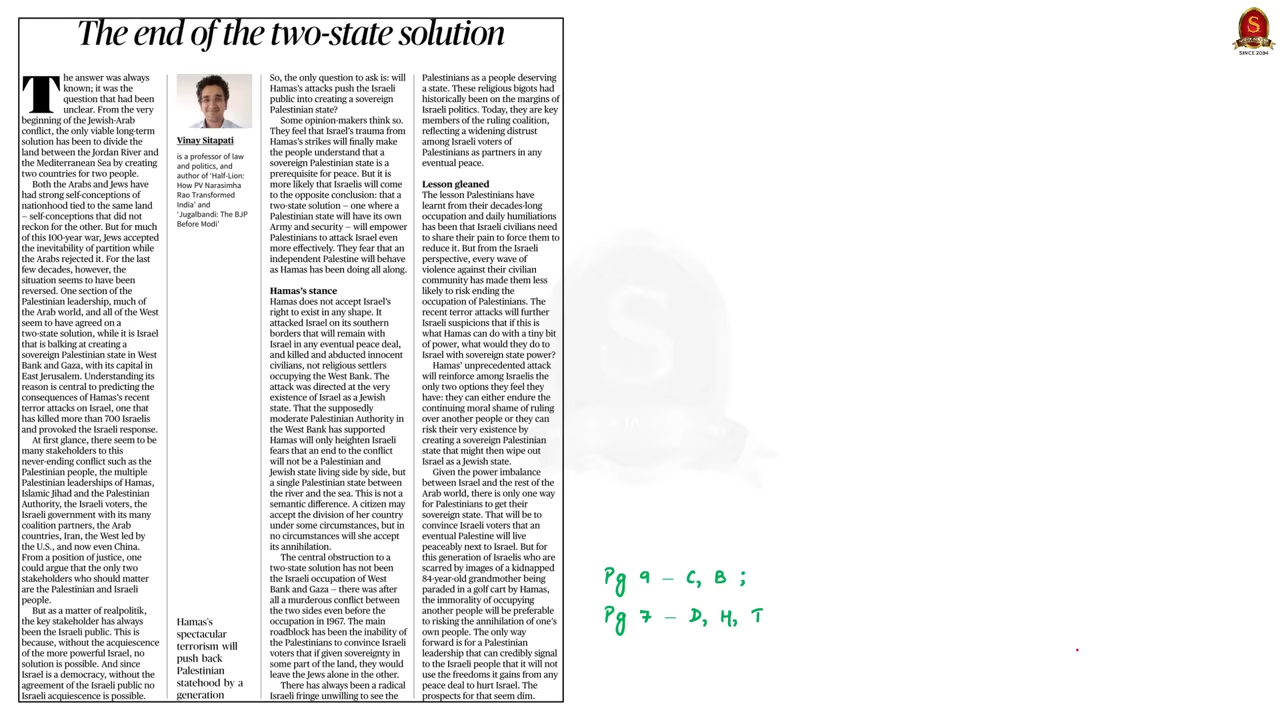 The end of the two-state solution
The answer was always
known; it was the
question that had been
unclear. From the very
beginning of the Jewish-Arab
conflict, the only viable long-term
solution has been to divide the
land between the Jordan River and
the Mediterranean Sea by creating
two countries for two people.
Both the Arabs and Jews have
had strong self-conceptions of
nationhood tied to the same land
– self-conceptions that did not
reckon for the other. But for much
of this 100-year war, Jews accepted
the inevitability of partition while
the Arabs rejected it. For the last
few decades, however, the
situation seems to have been
reversed. One section of the
Palestinian leadership, much of
the Arab world, and all of the West
seem to have agreed on a
two-state solution, while it is Israel
that is balking at creating a
sovereign Palestinian state in West
Bank and Gaza, with its capital in
East Jerusalem. Understanding its
reason is central to predicting the
consequences of Hamas's recent
terror attacks on Israel, one that
has killed more than 700 Israelis
and provoked the Israeli response.
At first glance, there seem to be
many stakeholders to this
never-ending conflict such as the
Palestinian people, the multiple
Palestinian leaderships of Hamas,
Islamic Jihad and the Palestinian
Authority, the Israeli voters, the
Israeli government with its many
coalition partners, the Arab
countries, Iran, the West led by
the U.S., and now even China.
From a position of justice, one
could argue that the only two
stakeholders who should matter
are the Palestinian and Israeli
people.
But as a matter of realpolitik,
the key stakeholder has always
been the Israeli public. This is
because, without the acquiescence
of the more powerful Israel, no
solution is possible. And since
Israel is a democracy, without the
agreement of the Israeli public no
Israeli acquiescence is possible.
Vinay Sitapati
is a professor of law
and politics, and
author of 'Half-Lion:
How PV Narasimha
Rao Transformed
India' and
'Jugalbandi: The BJP
Before Modi'
Hamas's
spectacular
terrorism will
push back
Palestinian
statehood by a
generation
So, the only question to ask is: will
Hamas's attacks push the Israeli
public into creating a sovereign
Palestinian state?
Some opinion-makers think so.
They feel that Israel's trauma from
Hamas's strikes will finally make
the people understand that a
sovereign Palestinian state is a
prerequisite for peace. But it is
more likely that Israelis will come
to the opposite conclusion: that a
two-state solution – one where a
Palestinian state will have its own
Army and security – will empower
Palestinians to attack Israel even
more effectively. They fear that an
independent Palestine will behave
as Hamas has been doing all along.
Hamas's stance
Hamas does not accept Israel's
right to exist in any shape. It
attacked Israel on its southern
borders that will remain with
Israel in any eventual peace deal,
and killed and abducted innocent
civilians, not religious settlers
occupying the West Bank. The
attack was directed at the very
existence of Israel as a Jewish
state. That the supposedly
moderate Palestinian Authority in
the West Bank has supported
Hamas will only heighten Israeli
fears that an end to the conflict
will not be a Palestinian and
Jewish state living side by side, but
a single Palestinian state between
the river and the sea. This is not a
semantic difference. A citizen may
accept the division of her country
under some circumstances, but in
no circumstances will she accept
its annihilation.
The central obstruction to a
two-state solution has not been
the Israeli occupation of West
Bank and Gaza – there was after
all a murderous conflict between
the two sides even before the
occupation in 1967. The main
roadblock has been the inability of
the Palestinians to convince Israeli
voters that if given sovereignty in
some part of the land, they would
leave the Jews alone in the other.
There has always been a radical
Israeli fringe unwilling to see the
Palestinians as a people deserving
a state. These religious bigots had
historically been on the margins of
Israeli politics. Today, they are key
members of the ruling coalition,
reflecting a widening distrust
among Israeli voters of
Palestinians as partners in any
eventual peace.
Lesson gleaned
The lesson Palestinians have
learnt from their decades-long
occupation and daily humiliations
has been that Israeli civilians need
to share their pain to force them to
reduce it. But from the Israeli
perspective, every wave of
violence against their civilian
community has made them less
likely to risk ending the
occupation of Palestinians. The
recent terror attacks will further
Israeli suspicions that if this is
what Hamas can do with a tiny bit
of power, what would they do to
Israel with sovereign state power?
Hamas' unprecedented attack
will reinforce among Israelis the
only two options they feel they
have: they can either endure the
continuing moral shame of ruling
over another people or they can
risk their very existence by
creating a sovereign Palestinian
state that might then wipe out
Israel as a Jewish state.
Given the power imbalance
between Israel and the rest of the
Arab world, there is only one way
for Palestinians to get their
sovereign state. That will be to
convince Israeli voters that an
eventual Palestine will live
peaceably next to Israel. But for
this generation of Israelis who are
scarred by images of a kidnapped
84-year-old grandmother being
paraded in a golf cart by Hamas,
the immorality of occupying
another people will be preferable
to risking the annihilation of one's
own people. The only way
forward is for a Palestinian
leadership that can credibly signal
to the Israeli people that it will not
use the freedoms it gains from any
peace deal to hurt Israel. The
prospects for that seem dim.
Pg 9 – C, B ;
Pg 7 – D, H, T
S
SINCE 2004